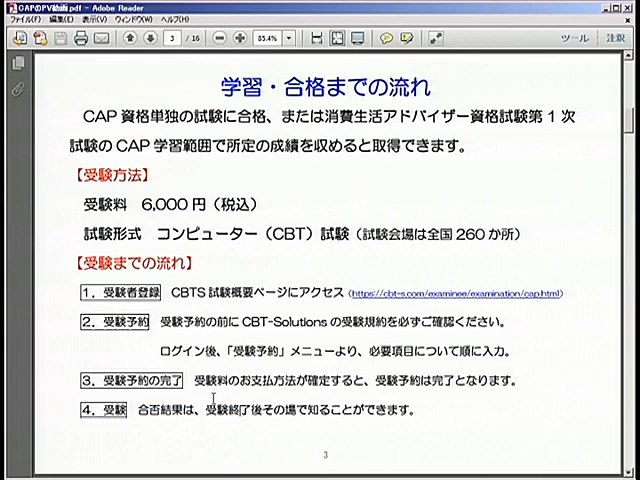 CAPのPV動画.pdf - Adobe Reader
ファイル(F) 編集(E) 表示(V) ウィンドウ(W) ヘルプ(H)
3 / 16 85.4% ツール 注釈
学習・合格までの流れ
CAP 資格単独の試験に合格、または消費生活アドバイザー資格試験第1次
試験の CAP 学習範囲で所定の成績を収めると取得できます。
【受験方法】
受験料 6,000 円（税込）
試験形式 コンピューター（CBT）試験（試験会場は全国 260 か所）
【受験までの流れ】
1．受験者登録 CBTS 試験概要ページにアクセス（https://cbt-s.com/examinee/examination/cap.html）
2．受験予約 受験予約の前に CBT-Solutions の受験規約を必ずご確認ください。
ログイン後、「受験予約」メニューより、必要項目について順に入力。
3．受験予約の完了 受験料のお支払方法が確定すると、受験予約は完了となります。
4．受験 合否結果は、受験終了後その場で知ることができます。
3